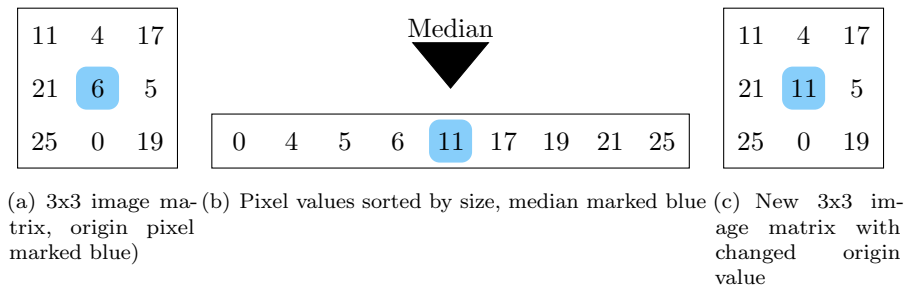 11 4 17
21 6 5
25 0 19
(a) 3x3 image ma-
trix, origin pixel
marked blue)
Median
0 4 5 6 11 17 19 21 25
(b) Pixel values sorted by size, median marked blue
11 4 17
21 11 5
25 0 19
(c) New 3x3 im-
age matrix with
changed origin
value